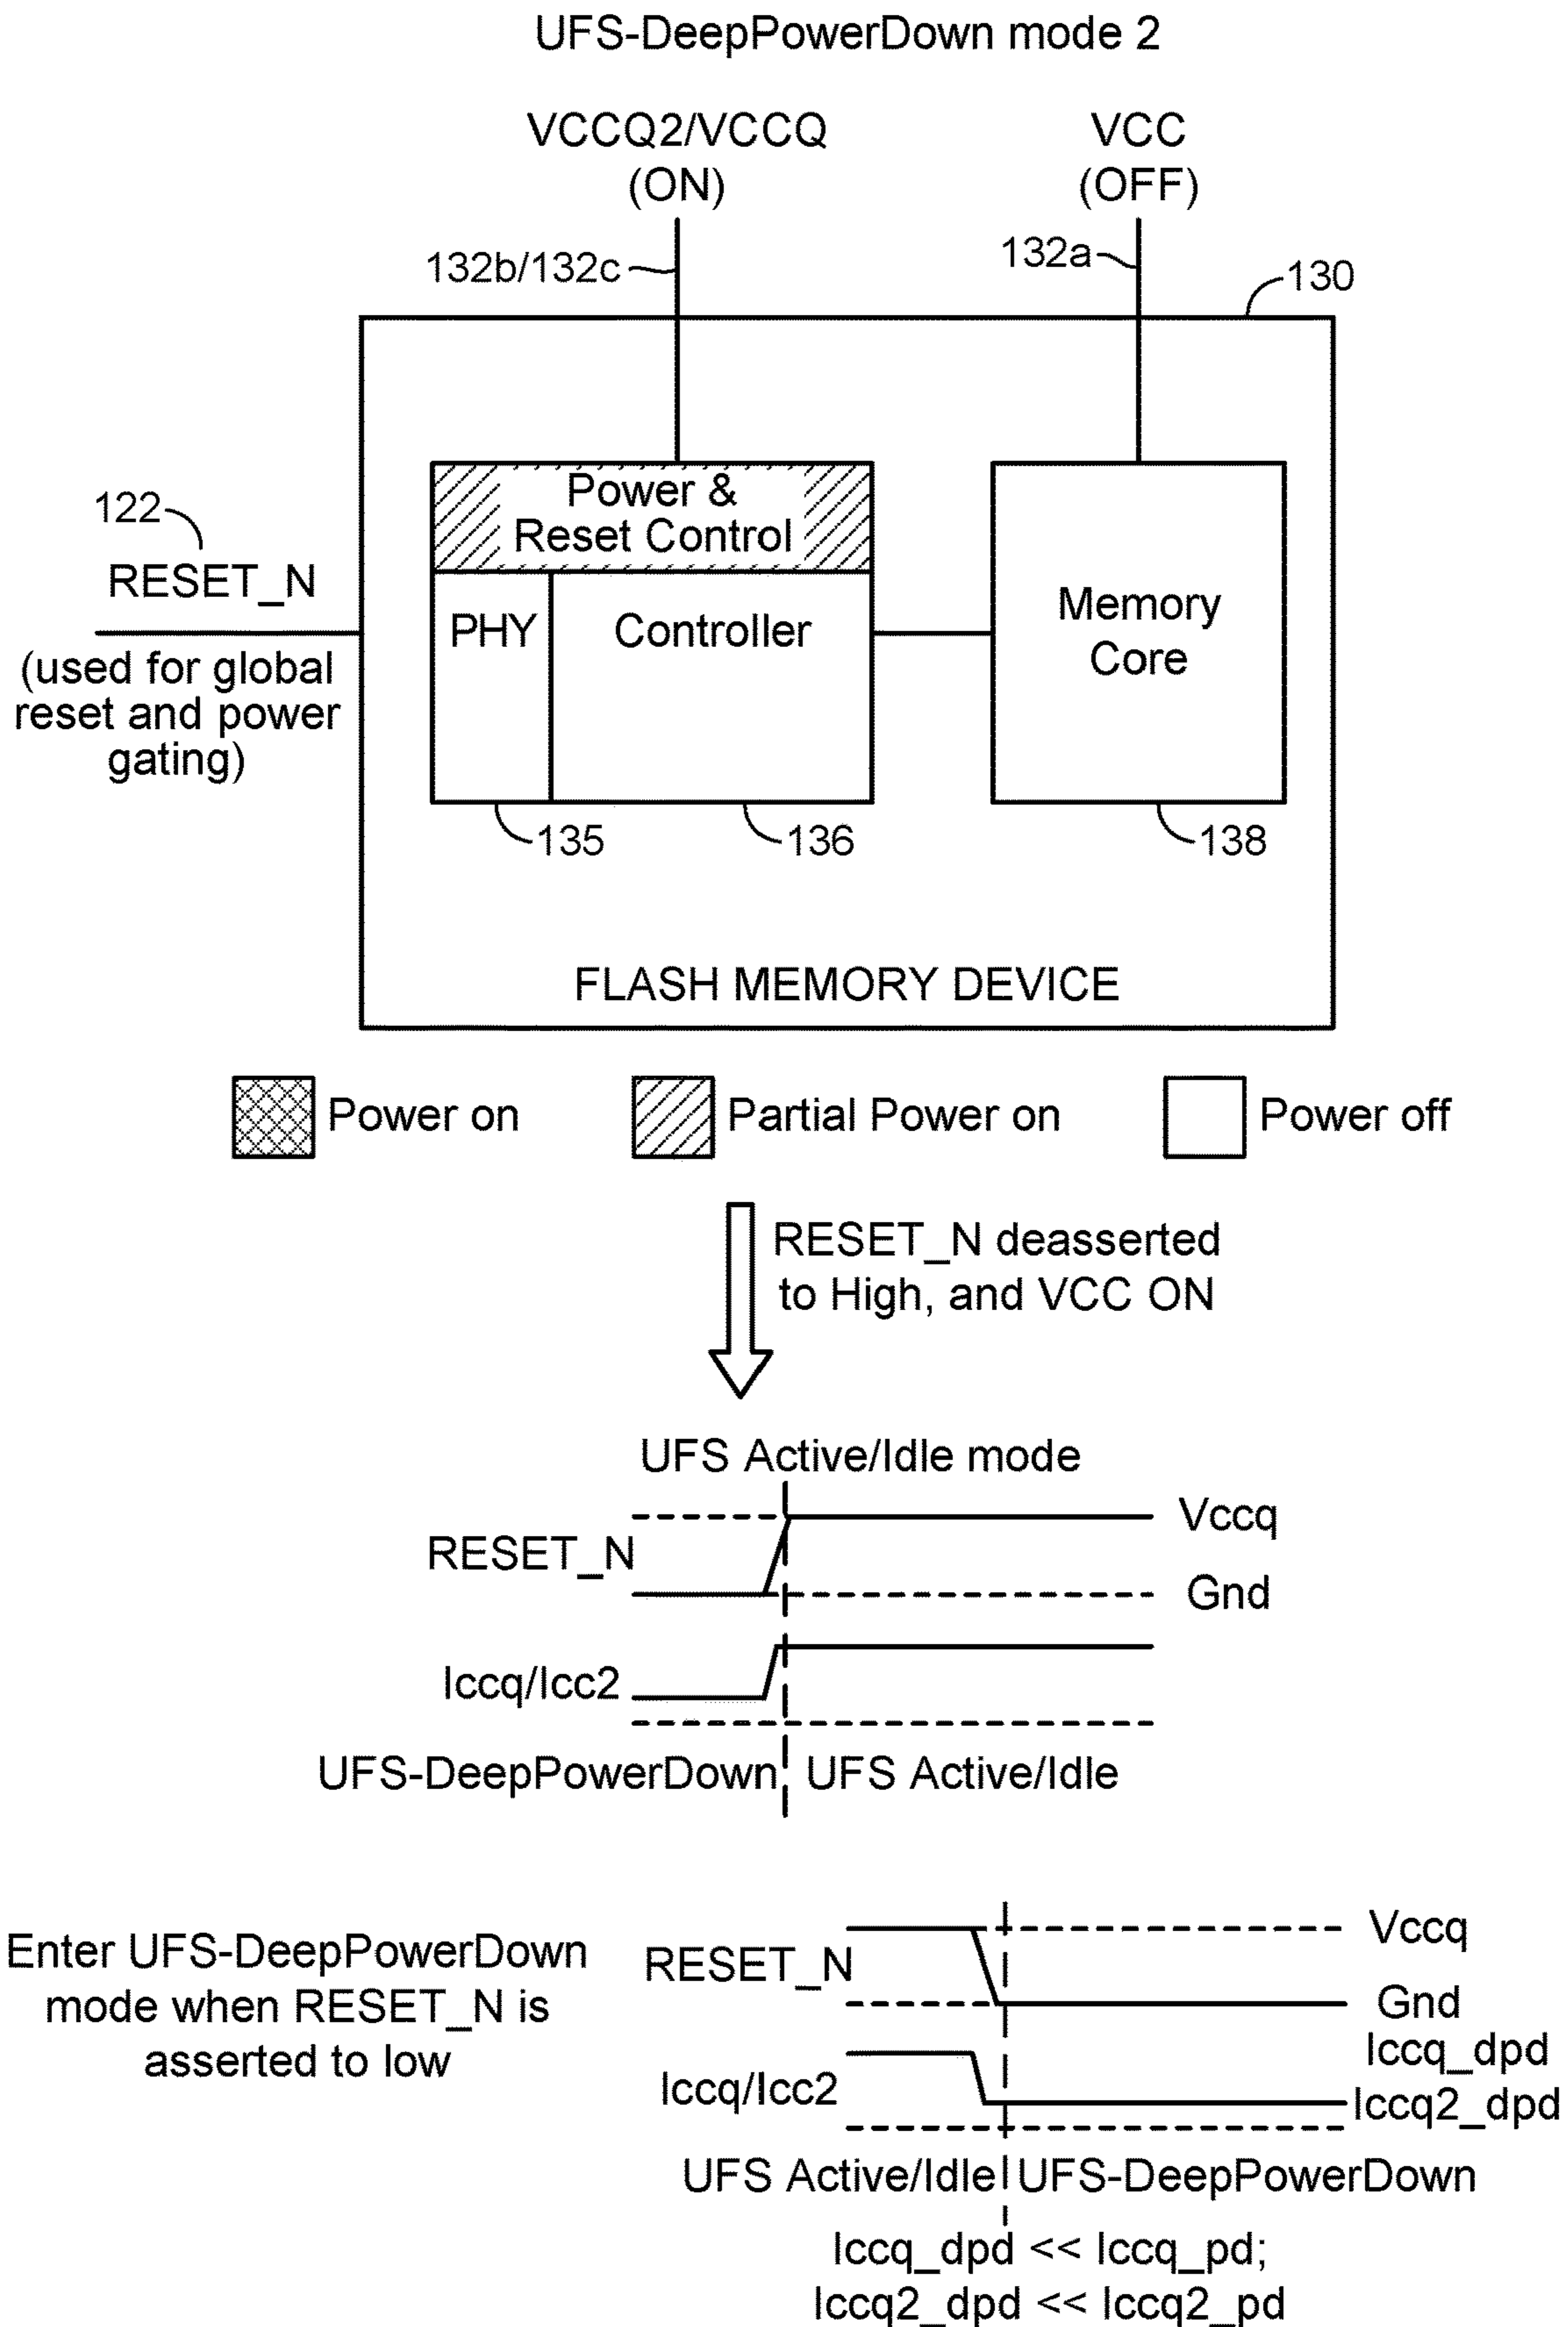 UFS-DeepPowerDown mode 2
VCCQ2/VCCQ
(ON)
VCC
(OFF)
132b/132c
132a
130
122
RESET_N
(used for global
reset and power
gating)
Power &
Reset Control
PHY
Controller
Memory
Core
135
136
138
FLASH MEMORY DEVICE
Power on
Partial Power on
Power off
RESET_N deasserted
to High, and VCC ON
UFS Active/Idle mode
RESET_N
Vccq
Gnd
Iccq/Icc2
UFS-DeepPowerDown
UFS Active/Idle
Enter UFS-DeepPowerDown
mode when RESET_N is
asserted to low
RESET_N
Vccq
Gnd
Iccq/Icc2
Iccq_dpd
Iccq2_dpd
UFS Active/Idle
UFS-DeepPowerDown
Iccq_dpd << Iccq_pd;
Iccq2_dpd << Iccq2_pd